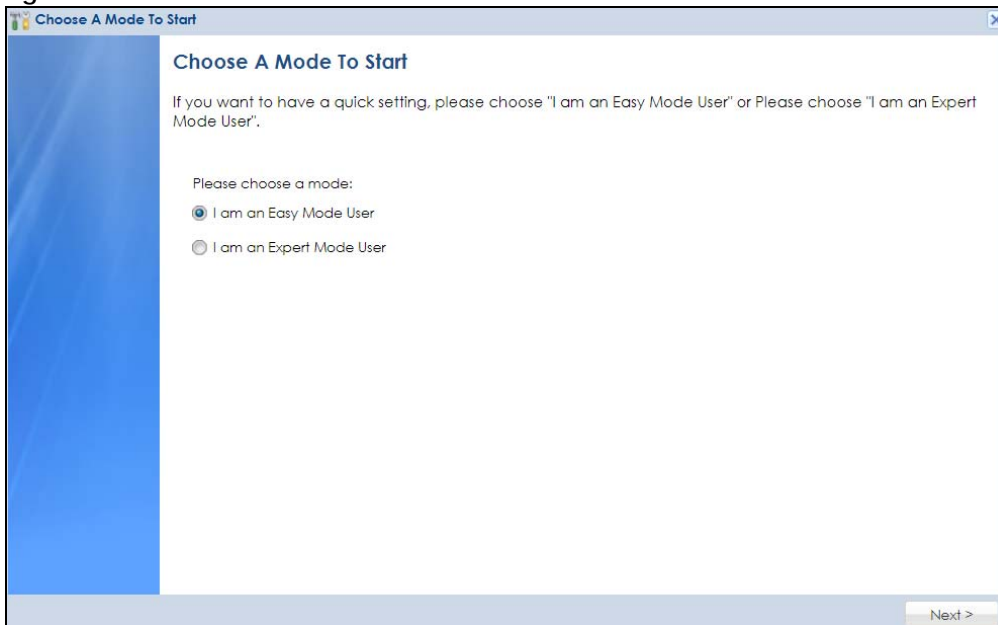 Choose A Mode To Start
Choose A Mode To Start
If you want to have a quick setting, please choose "I am an Easy Mode User" or Please choose "I am an Expert
Mode User".
Please choose a mode:
I am an Easy Mode User
I am an Expert Mode User
Next >